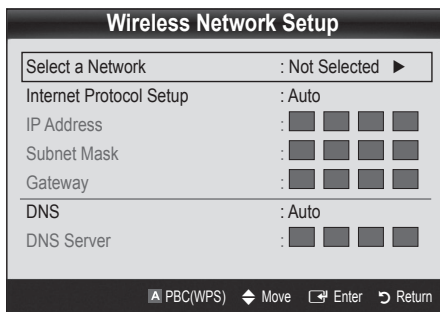 Wireless Network Setup
Select a Network : Not Selected ►
Internet Protocol Setup : Auto
IP Address :
Subnet Mask :
Gateway :
DNS : Auto
DNS Server :
A PBC(WPS) Move Enter Return